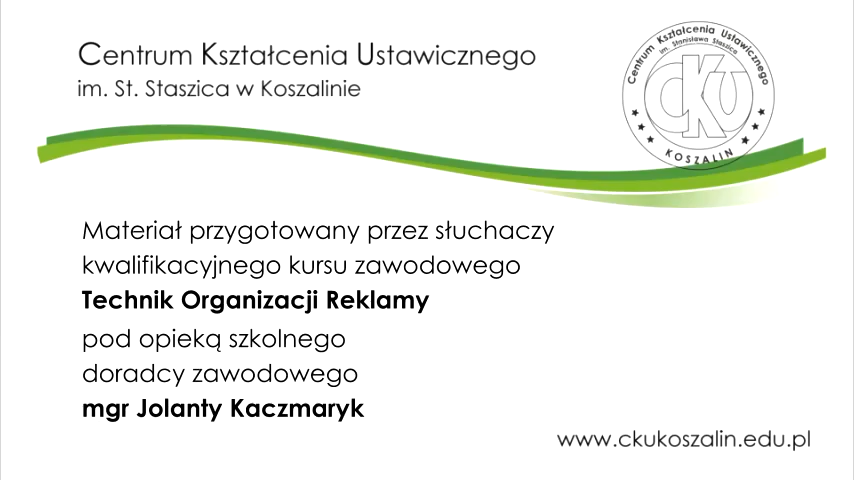 Centrum Kształcenia Ustawicznego
im. St. Staszica w Koszalinie
Centrum Kształcenia Ustawicznego
im. Stanisława Staszica
CKU
KOSZALIN
Materiał przygotowany przez słuchaczy
kwalifikacyjnego kursu zawodowego
Technik Organizacji Reklamy
pod opieką szkolnego
doradcy zawodowego
mgr Jolanty Kaczmaryk
www.ckukoszalin.edu.pl